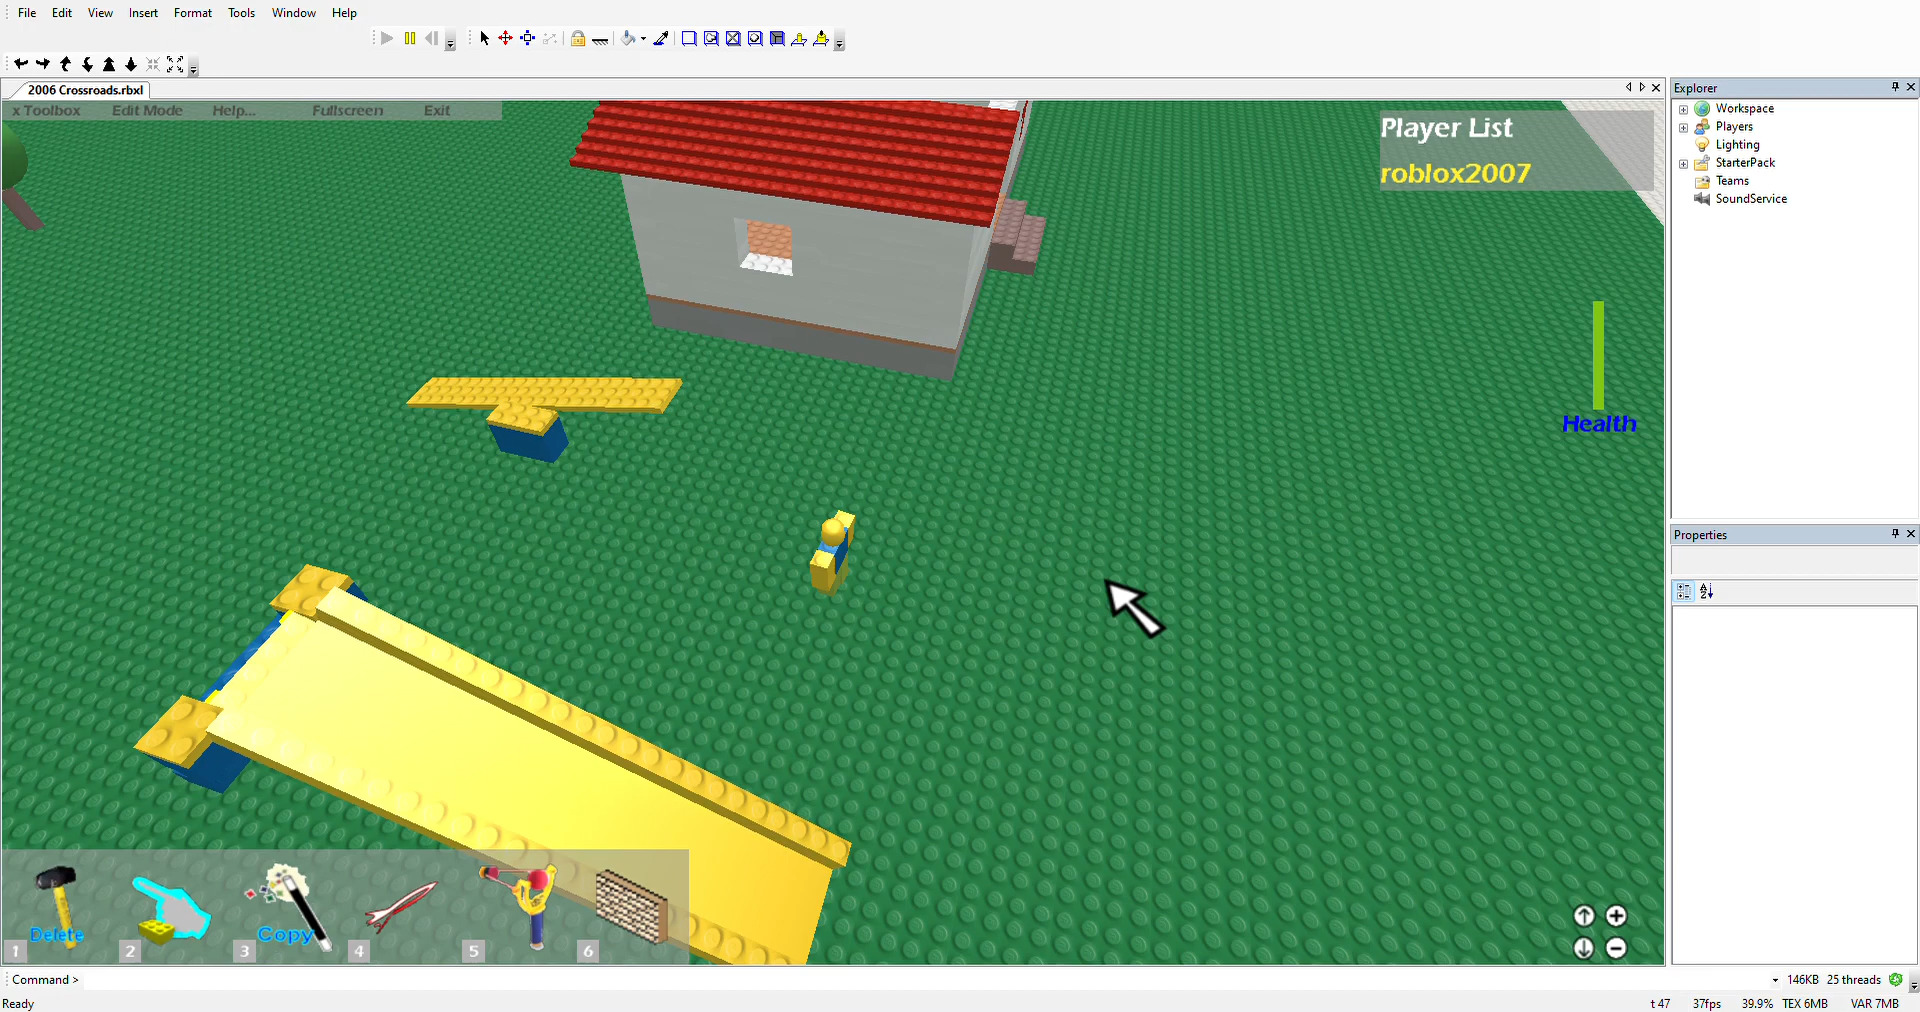 File Edit View Insert Format Tools Window Help
2006 Crossroads.rbxl
x Toolbox Edit Mode Help... Fullscreen Exit
Player List
roblox2007
Health
Explorer
Workspace
Players
Lighting
StarterPack
Teams
SoundService
Properties
Delete
Copy
1 2 3 4 5 6
Command >
146KB 25 threads
Ready
t 47 37fps 39.9% TEX 6MB VAR 7MB